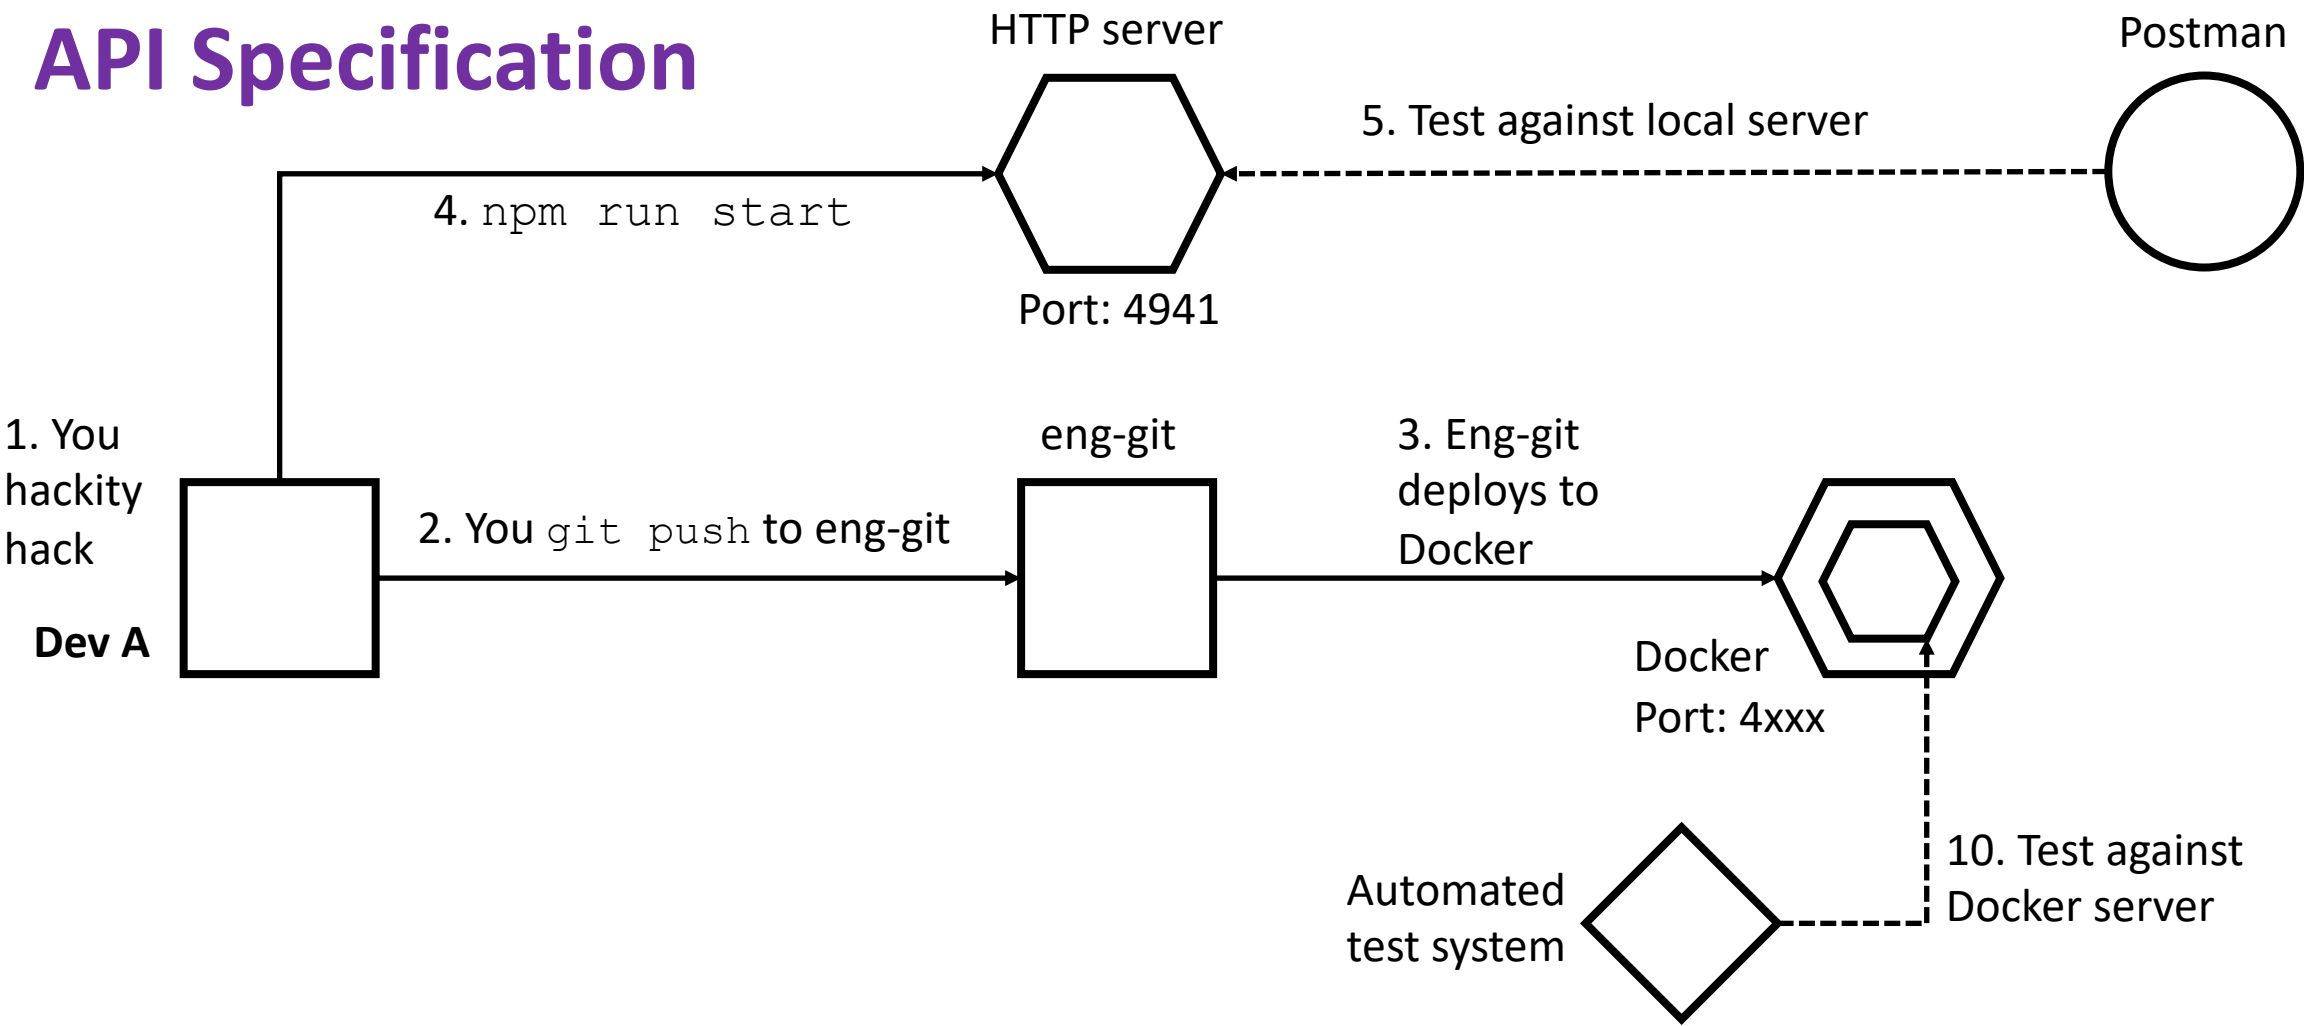 API Specification
HTTP server
Postman
5. Test against local server
4. npm run start
Port: 4941
1. You
hackity
hack
Dev A
2. You git push to eng-git
eng-git
3. Eng-git
deploys to
Docker
Docker
Port: 4xxx
Automated
test system
10. Test against
Docker server